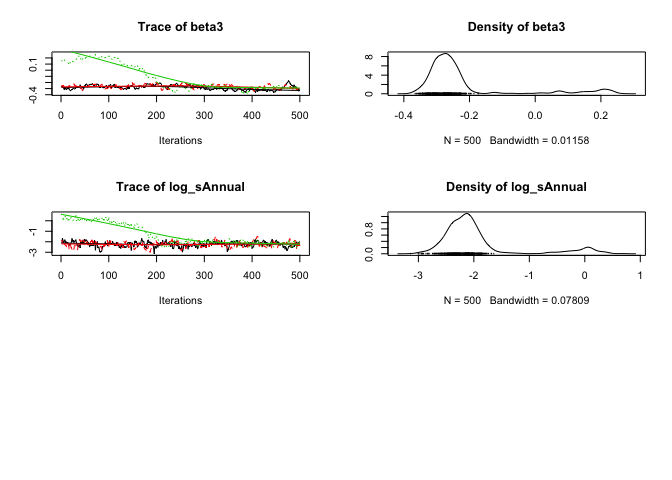 Trace of beta3
0.1
-0.4
0 100 200 300 400 500
Iterations
Density of beta3
8
4
0
-0.4 -0.2 0.0 0.2
N = 500 Bandwidth = 0.01158
Trace of log_sAnnual
-1
-3
0 100 200 300 400 500
Iterations
Density of log_sAnnual
0.8
0.0
-3 -2 -1 0 1
N = 500 Bandwidth = 0.07809